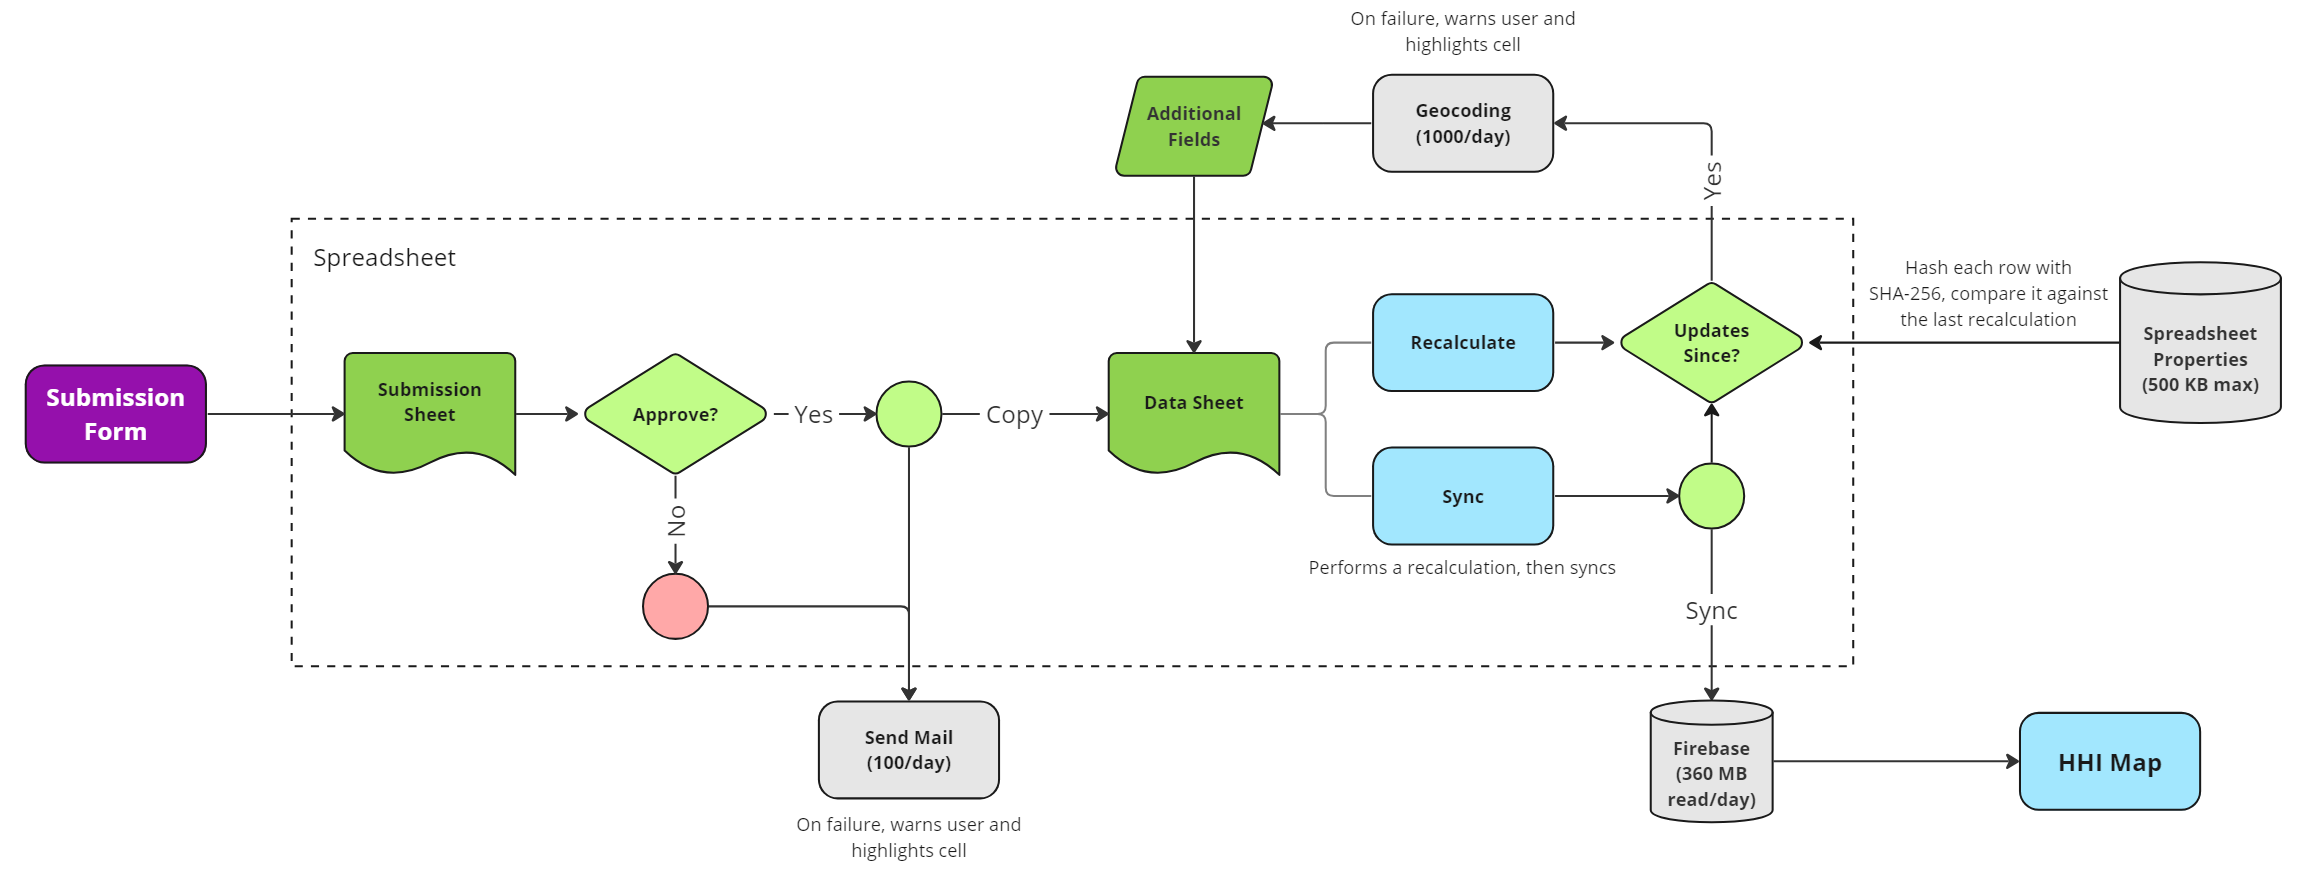 On failure, warns user and
highlights cell
Additional
Fields
Geocoding
(1000/day)
Yes
Spreadsheet
Hash each row with
SHA-256, compare it against
the last recalculation
Submission
Form
Submission
Sheet
Approve?
Yes
Copy
Data Sheet
Recalculate
Updates
Since?
Spreadsheet
Properties
(500 KB max)
No
Sync
Performs a recalculation, then syncs
Sync
Send Mail
(100/day)
On failure, warns user and
highlights cell
Firebase
(360 MB
read/day)
HHI Map